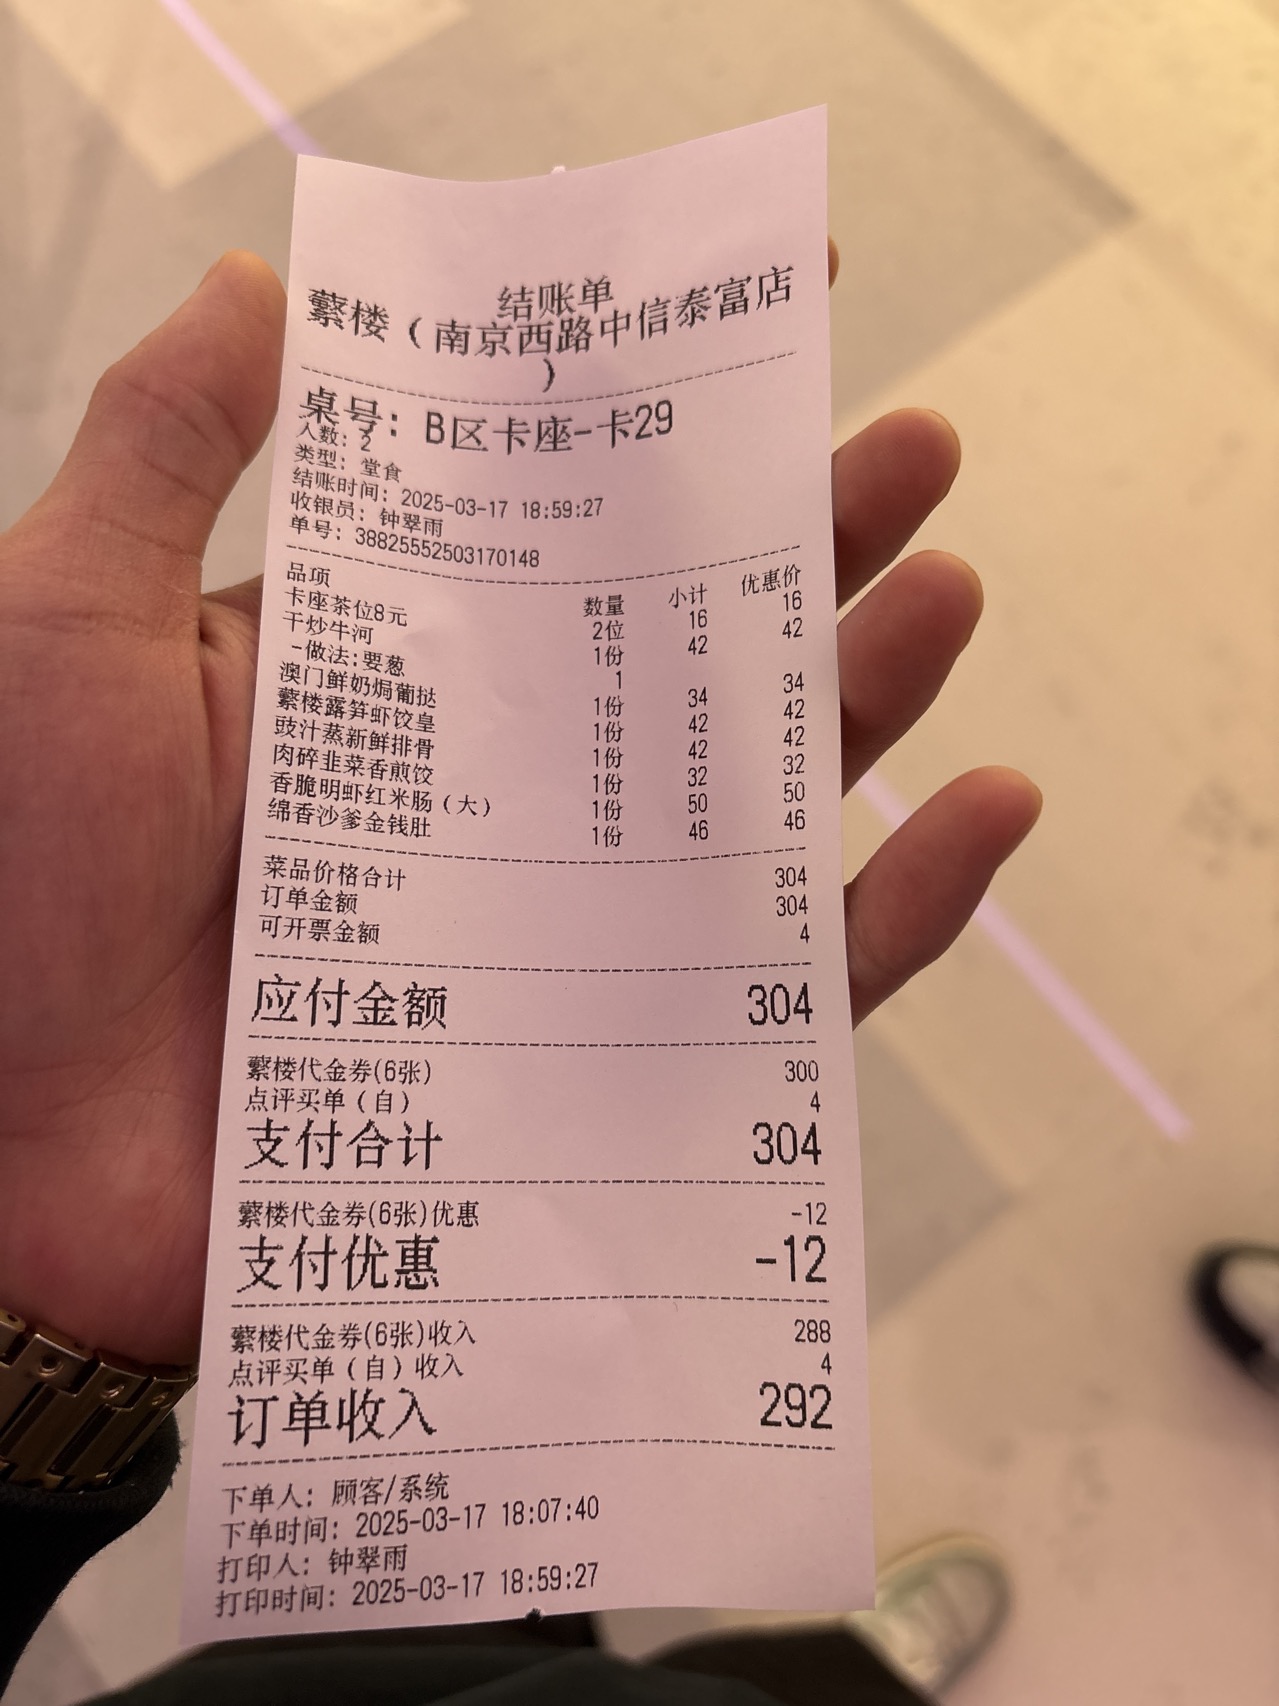 结账单
蘩楼（南京西路中信泰富店
）
桌号：B区卡座-卡29
人数：2
类型：堂食
结账时间：2025-03-17 18:59:27
收银员：钟翠雨
单号：38825552503170148
品项 数量 小计 优惠价
卡座茶位8元 2位 16 16
干炒牛河 1份 42 42
-做法:要葱 1
澳门鲜奶焗葡挞 1份 34 34
蘩楼露笋虾饺皇 1份 42 42
豉汁蒸新鲜排骨 1份 42 42
肉碎韭菜香煎饺 1份 32 32
香脆明虾红米肠（大） 1份 50 50
绵香沙爹金钱肚 1份 46 46
菜品价格合计 304
订单金额 304
可开票金额 4
应付金额 304
蘩楼代金券(6张) 300
点评买单（自） 4
支付合计 304
蘩楼代金券(6张)优惠 -12
支付优惠 -12
蘩楼代金券(6张)收入 288
点评买单（自）收入 4
订单收入 292
下单人：顾客/系统
下单时间：2025-03-17 18:07:40
打印人：钟翠雨
打印时间：2025-03-17 18:59:27